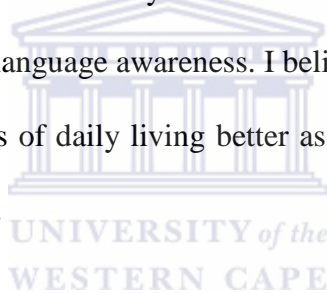 language awareness. I beli
s of daily living better as
UNIVERSITY of the
WESTERN CAPE